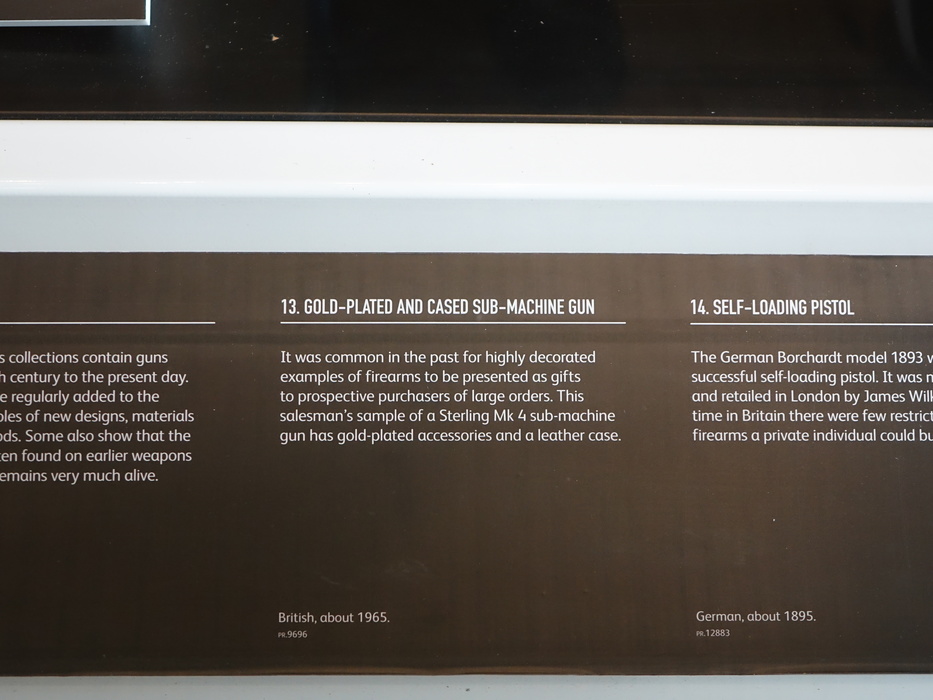 s collections contain guns
century to the present day.
regularly added to the
of new designs, materials
Some also show that the
found on earlier weapons
remains very much alive.
13. GOLD-PLATED AND CASED SUB-MACHINE GUN
It was common in the past for highly decorated
examples of firearms to be presented as gifts
to prospective purchasers of large orders. This
salesman's sample of a Sterling Mk 4 sub-machine
gun has gold-plated accessories and a leather case.
British, about 1965.
PR.9696
14. SELF-LOADING PISTOL
The German Borchardt model 1893
successful self-loading pistol. It was
and retailed in London by James
time in Britain there were few
firearms a private individual could
German, about 1895.
PR.12883